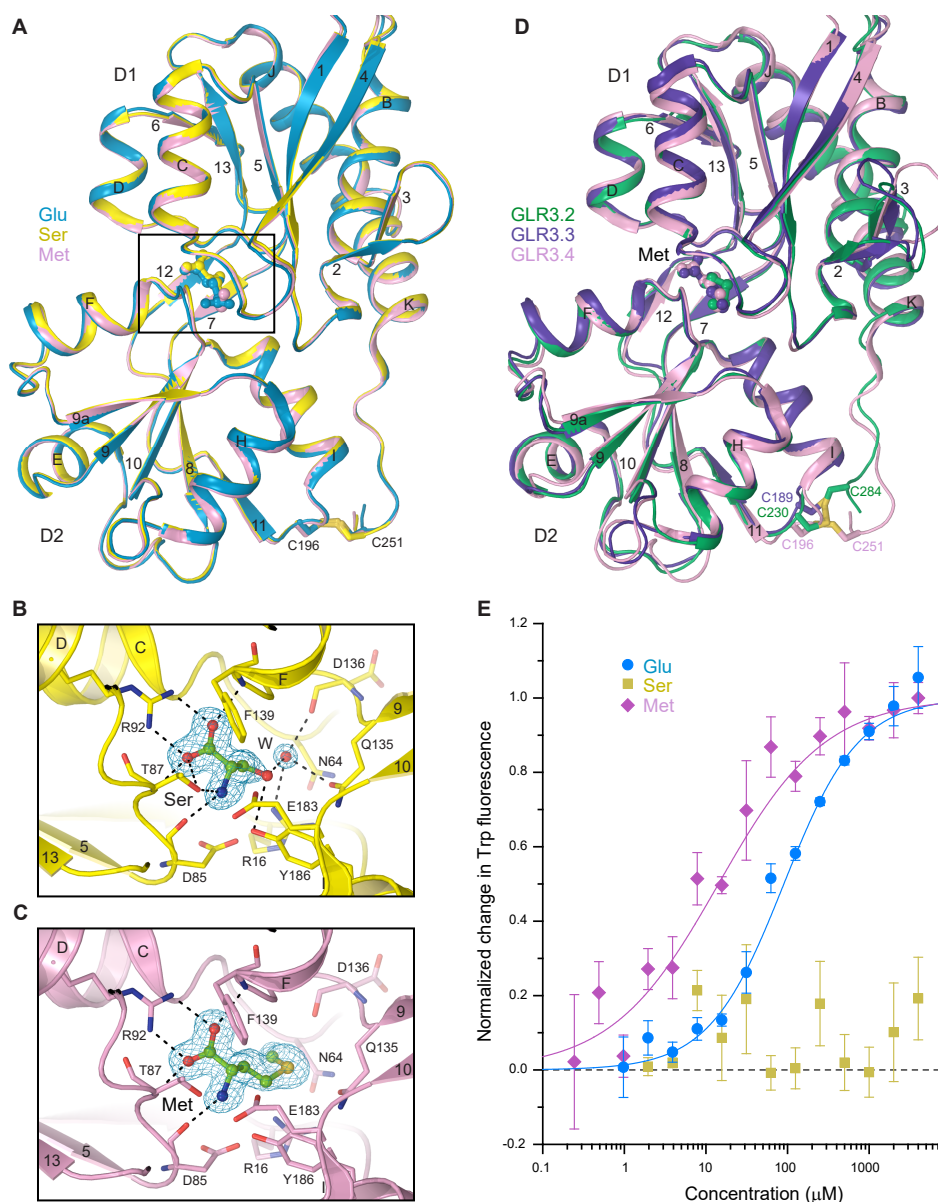 A
D1
J
1
4
B
6
5
C
13
D
3
Glu
Ser
Met
12
2
F
7
K
9a
H
I
E
9
10
8
11
D2
C196
C251
D
D1
J
1
4
B
6
5
C
13
D
3
GLR3.2
GLR3.3
GLR3.4
Met
2
F
12
7
K
9a
H
I
E
9
10
8
C189
C284
C230
11
D2
C196
C251
B
D
C
D136
F
9
F139
R92
W
Q135
T87
N64
10
Ser
E183
5
13
R16
D85
Y186
I
C
D
C
D136
F
9
F139
R92
Q135
T87
N64
10
Met
E183
5
13
R16
D85
Y186
I
E
Normalized change in Trp fluorescence
1.2
1.0
0.8
0.6
0.4
0.2
0.0
-0.2
Glu
Ser
Met
0.1
1
10
100
1000
Concentration (μM)